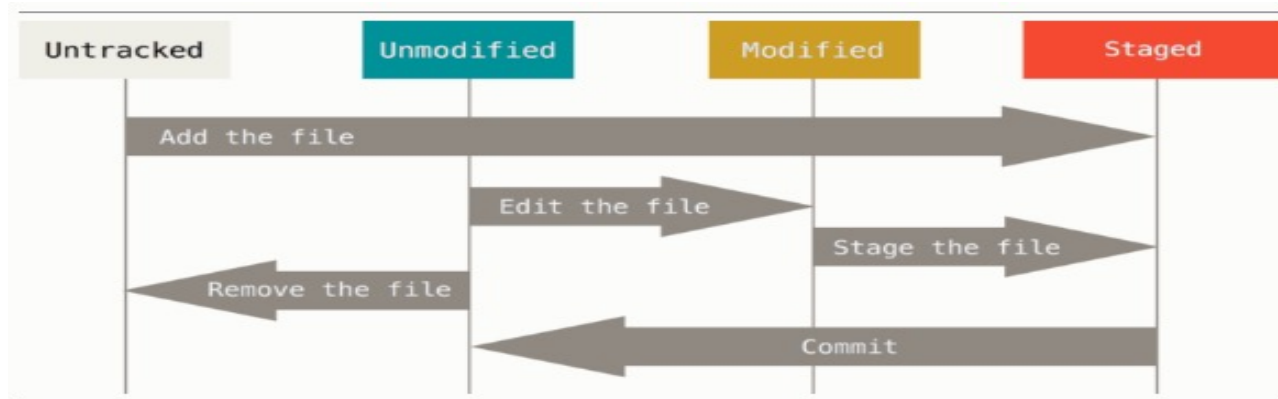 Untracked
Unmodified
Modified
Staged
Add the file
Edit the file
Stage the file
Remove the file
Commit